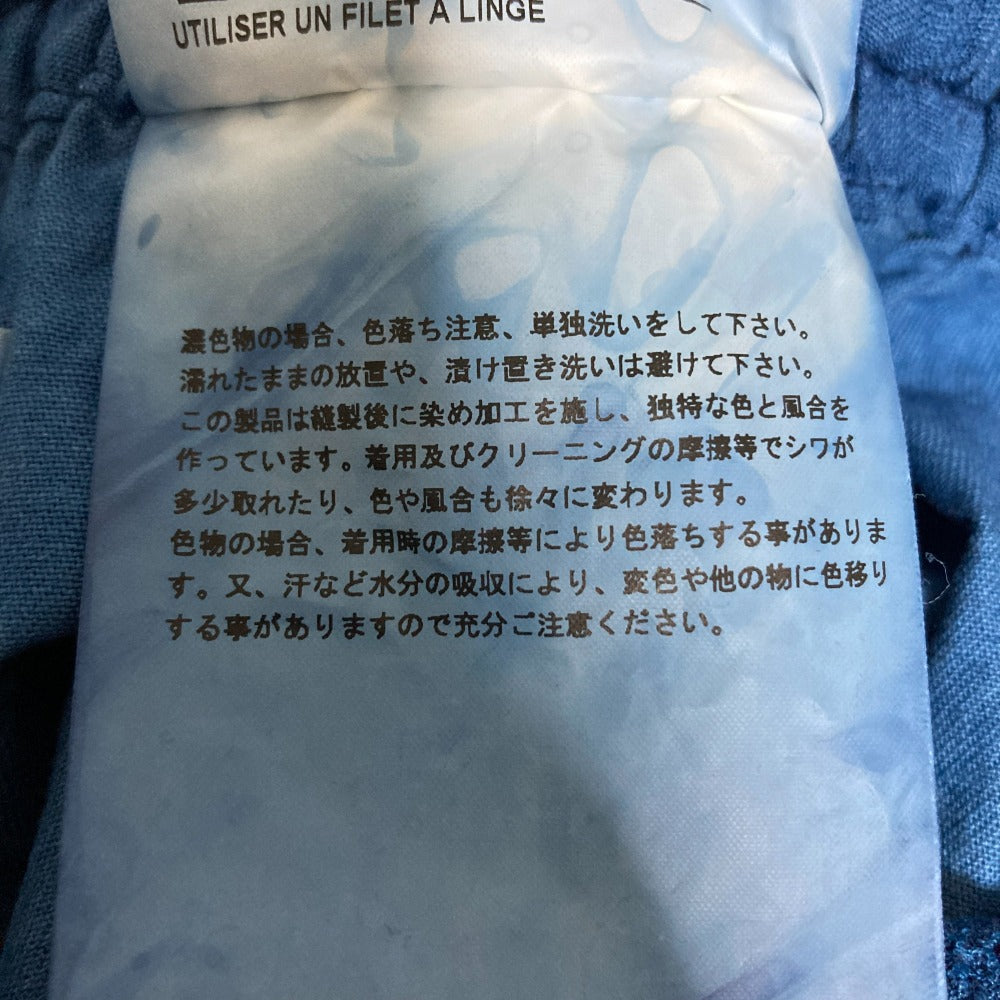 UTILISER UN FILET A LINGE
濃色物の場合、色落ち注意、単独洗いをして下さい。
濡れたままの放置や、漬け置き洗いは避けて下さい。
この製品は縫製後に染め加工を施し、独特な色と風合を
作っています。着用及びクリーニングの摩擦等でシワが
多少取れたり、色や風合も徐々に変わります。
色物の場合、着用時の摩擦等により色落ちする事がありま
す。又、汗など水分の吸収により、変色や他の物に色移り
する事がありますので充分ご注意ください。